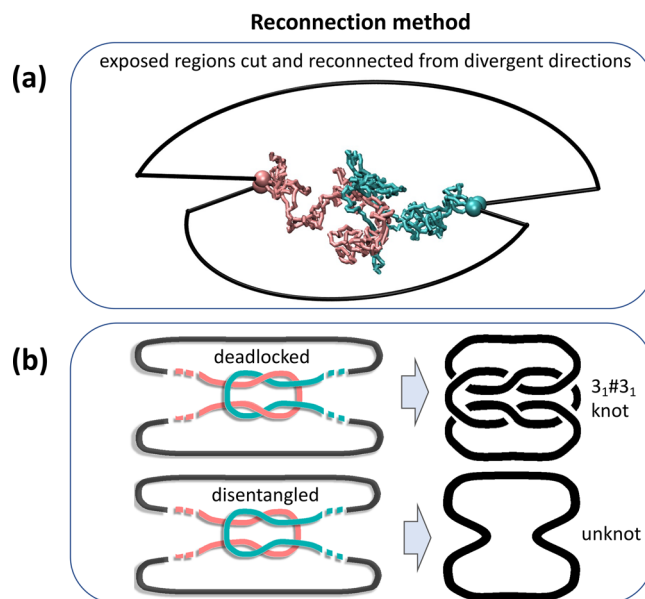 Reconnection method
(a)
exposed regions cut and reconnected from divergent directions
(b)
deadlocked
3₁#3₁
knot
disentangled
unknot